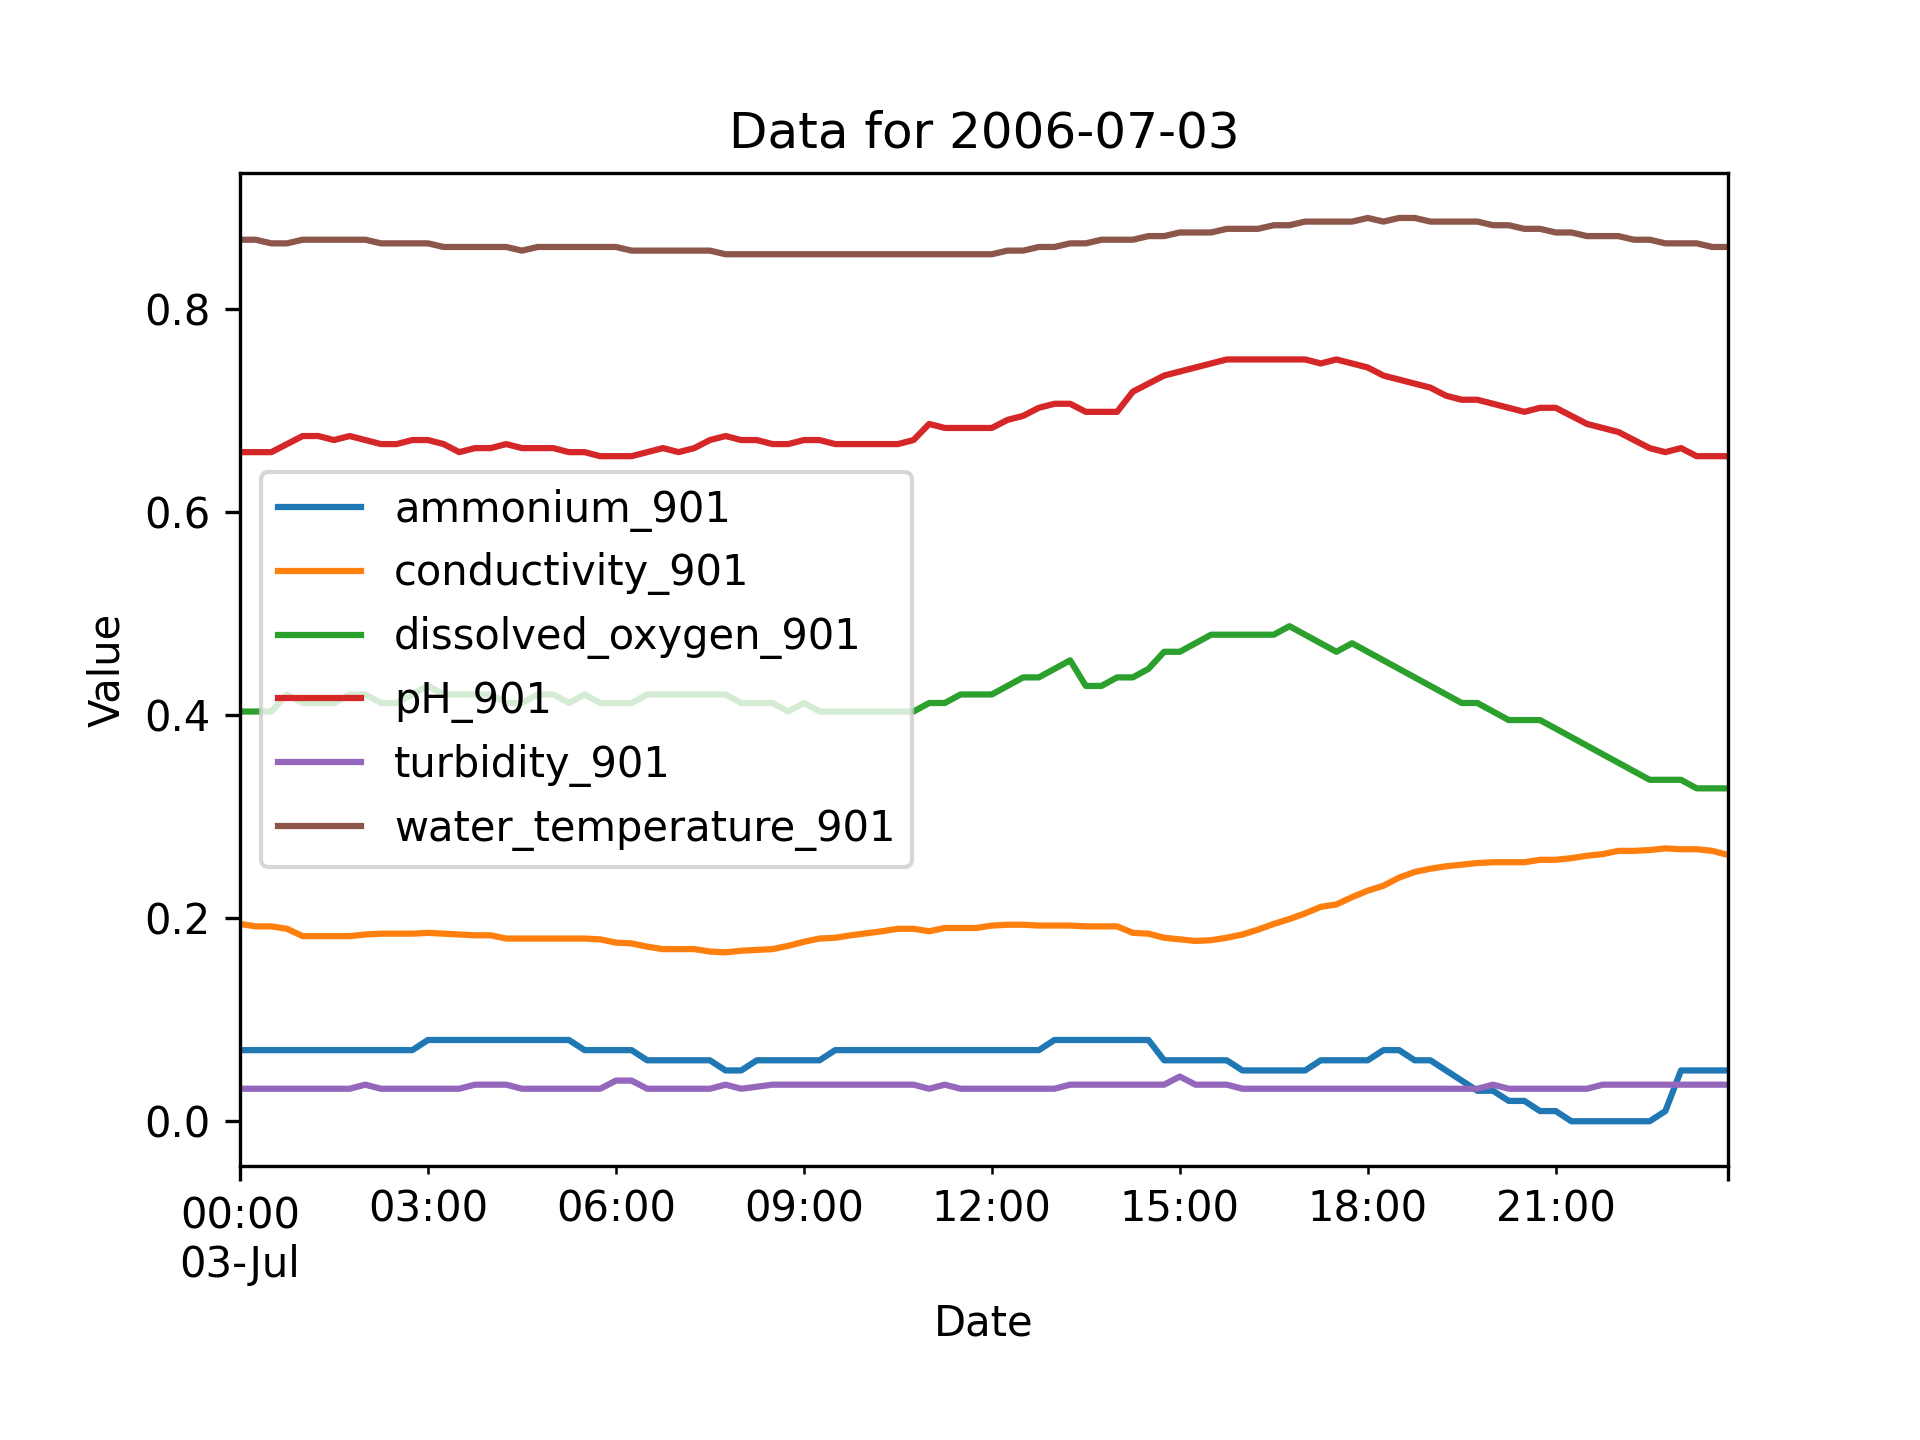 Data for 2006-07-03
Value
0.8
0.6
0.4
0.2
0.0
ammonium_901
conductivity_901
dissolved_oxygen_901
pH_901
turbidity_901
water_temperature_901
00:00 03:00 06:00 09:00 12:00 15:00 18:00 21:00
03-Jul
Date